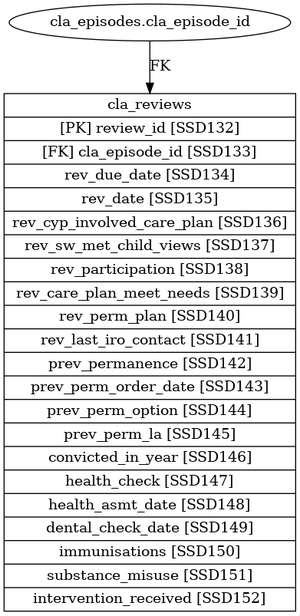 cla_episodes.cla_episode_id
FK
cla_reviews
[PK] review_id [SSD132]
[FK] cla_episode_id [SSD133]
rev_due_date [SSD134]
rev_date [SSD135]
rev_cyp_involved_care_plan [SSD136]
rev_sw_met_child_views [SSD137]
rev_participation [SSD138]
rev_care_plan_meet_needs [SSD139]
rev_perm_plan [SSD140]
rev_last_iro_contact [SSD141]
prev_permanence [SSD142]
prev_perm_order_date [SSD143]
prev_perm_option [SSD144]
prev_perm_la [SSD145]
convicted_in_year [SSD146]
health_check [SSD147]
health_asmt_date [SSD148]
dental_check_date [SSD149]
immunisations [SSD150]
substance_misuse [SSD151]
intervention_received [SSD152]